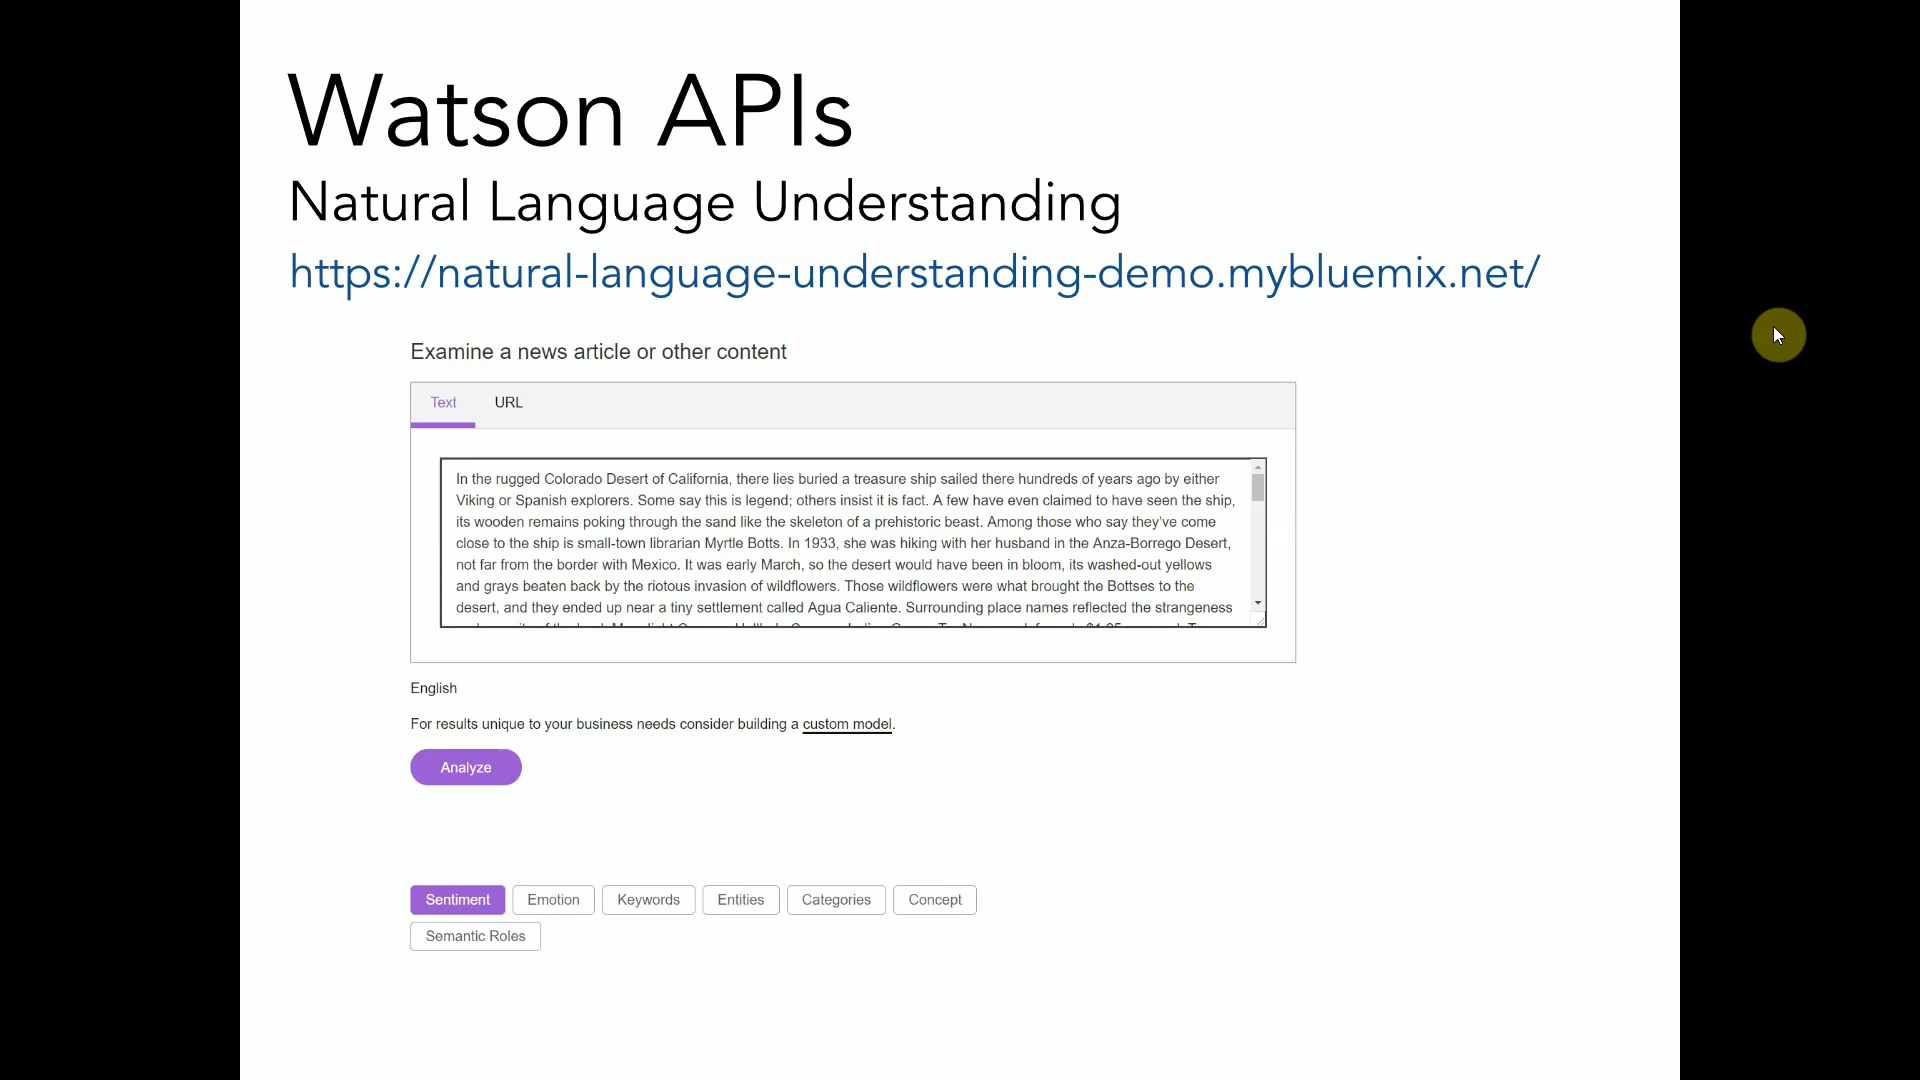 Watson APIs
Natural Language Understanding
https://natural-language-understanding-demo.mybluemix.net/
Examine a news article or other content
Text URL
In the rugged Colorado Desert of California, there lies buried a treasure ship sailed there hundreds of years ago by either
Viking or Spanish explorers. Some say this is legend; others insist it is fact. A few have even claimed to have seen the ship,
its wooden remains poking through the sand like the skeleton of a prehistoric beast. Among those who say they've come
close to the ship is small-town librarian Myrtle Botts. In 1933, she was hiking with her husband in the Anza-Borrego Desert,
not far from the border with Mexico. It was early March, so the desert would have been in bloom, its washed-out yellows
and grays beaten back by the riotous invasion of wildflowers. Those wildflowers were what brought the Bottses to the
desert, and they ended up near a tiny settlement called Agua Caliente. Surrounding place names reflected the strangeness
English
For results unique to your business needs consider building a custom model.
Analyze
Sentiment Emotion Keywords Entities Categories Concept
Semantic Roles